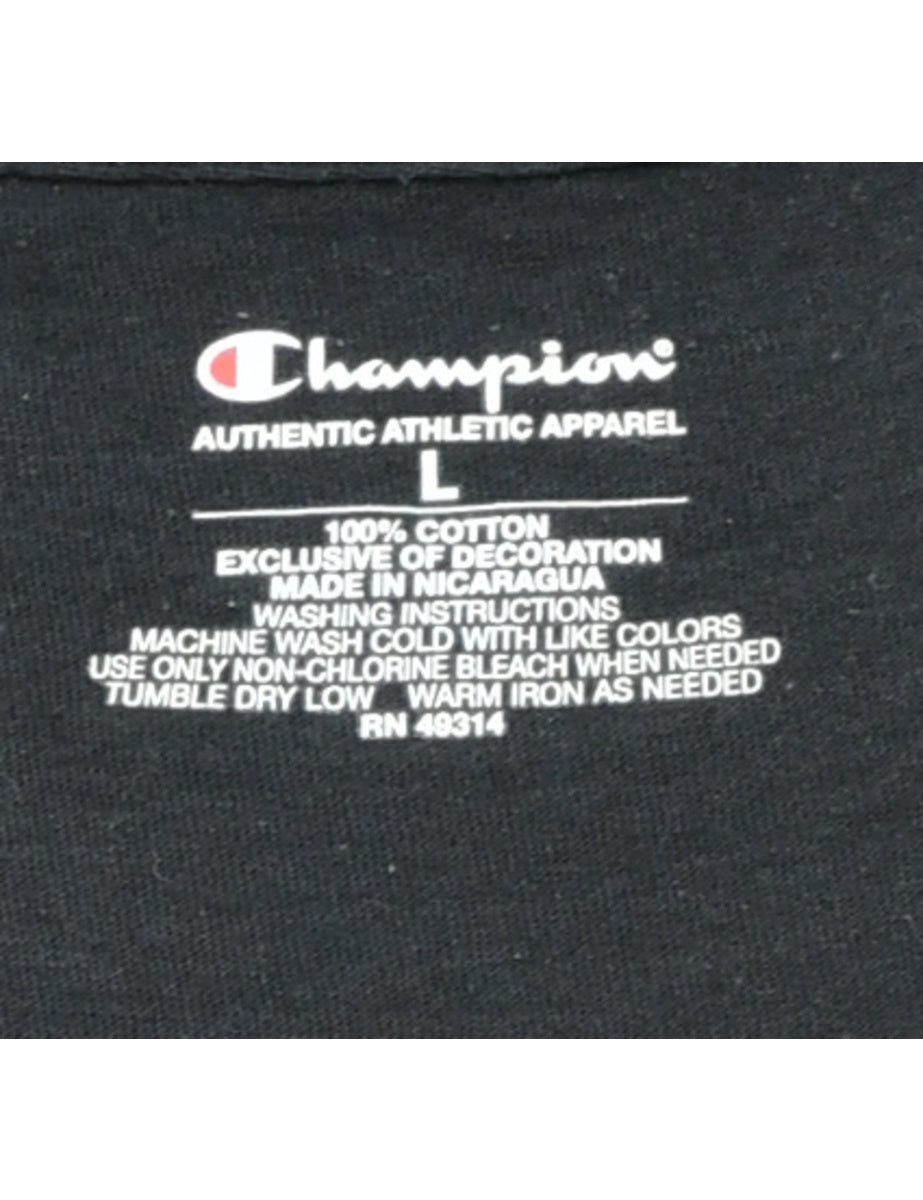 Champion®
AUTHENTIC ATHLETIC APPAREL
L
100% COTTON
EXCLUSIVE OF DECORATION
MADE IN NICARAGUA
WASHING INSTRUCTIONS
MACHINE WASH COLD WITH LIKE COLORS
USE ONLY NON-CHLORINE BLEACH WHEN NEEDED
TUMBLE DRY LOW WARM IRON AS NEEDED
RN 49314